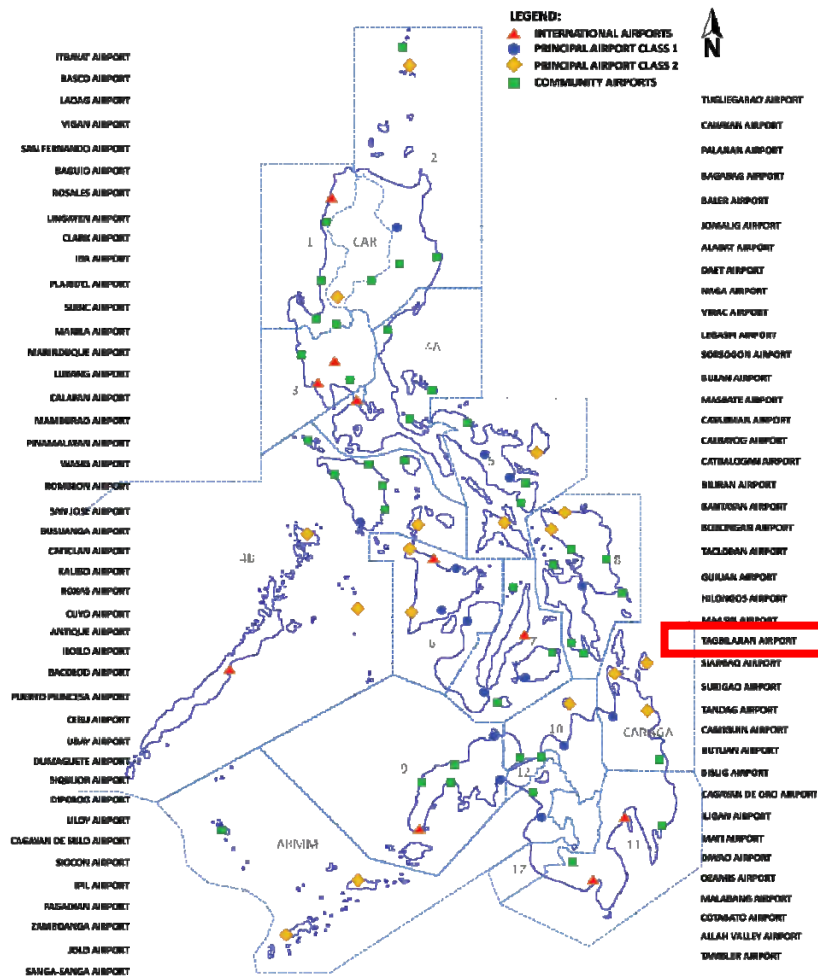 LEGEND:
INTERNATIONAL AIRPORTS
PRINCIPAL AIRPORT CLASS 1
PRINCIPAL AIRPORT CLASS 2
COMMUNITY AIRPORTS
N
ITBAYAT AIRPORT
BASCO AIRPORT
LAOAG AIRPORT
VIGAN AIRPORT
SAN FERNANDO AIRPORT
BAGUIO AIRPORT
ROSALES AIRPORT
LINGAYEN AIRPORT
CLARK AIRPORT
IBA AIRPORT
PLARIDEL AIRPORT
SUBIC AIRPORT
MANILA AIRPORT
MARINDUQUE AIRPORT
LUBANG AIRPORT
CALAPAN AIRPORT
MAMBURAO AIRPORT
PINAMALAYAN AIRPORT
WASIG AIRPORT
ROMBLON AIRPORT
SAN JOSE AIRPORT
BUSUANGA AIRPORT
CATICLAN AIRPORT
KALIBO AIRPORT
ROXAS AIRPORT
CUYO AIRPORT
ANTIQUE AIRPORT
ILOILO AIRPORT
BACOLOD AIRPORT
PUERTO PRINCESA AIRPORT
CEBU AIRPORT
UBAY AIRPORT
DUMAGUETE AIRPORT
SIQUIJOR AIRPORT
DIPOLOG AIRPORT
LILOY AIRPORT
CAGAYAN DE SULU AIRPORT
SIOCON AIRPORT
IPIL AIRPORT
PAGADIAN AIRPORT
ZAMBOANGA AIRPORT
JOLO AIRPORT
SANGA-SANGA AIRPORT
2
1
CAR
3
4A
5
4B
6
7
8
9
10
CARAGA
12
ARMM
11
12
TUGUEGARAO AIRPORT
CAUAYAN AIRPORT
PALANAN AIRPORT
BAGABAG AIRPORT
BALER AIRPORT
JOMALIG AIRPORT
ALABAT AIRPORT
DAET AIRPORT
NAGA AIRPORT
VIRAC AIRPORT
LEGASPI AIRPORT
SORSOGON AIRPORT
BULAN AIRPORT
MASBATE AIRPORT
CATARMAN AIRPORT
CALBAYOG AIRPORT
CATBALOGAN AIRPORT
BILIRAN AIRPORT
BANTAYAN AIRPORT
BORONGAN AIRPORT
TACLOBAN AIRPORT
GUIUAN AIRPORT
HILONGOS AIRPORT
MAASIN AIRPORT
TAGBILARAN AIRPORT
SIARGAO AIRPORT
SURIGAO AIRPORT
TANDAG AIRPORT
CAMIGUIN AIRPORT
BUTUAN AIRPORT
BISLIG AIRPORT
CAGAYAN DE ORO AIRPORT
ILIGAN AIRPORT
MATI AIRPORT
DAVAO AIRPORT
OZAMIS AIRPORT
MALABANG AIRPORT
COTABATO AIRPORT
ALLAH VALLEY AIRPORT
TAMBLER AIRPORT